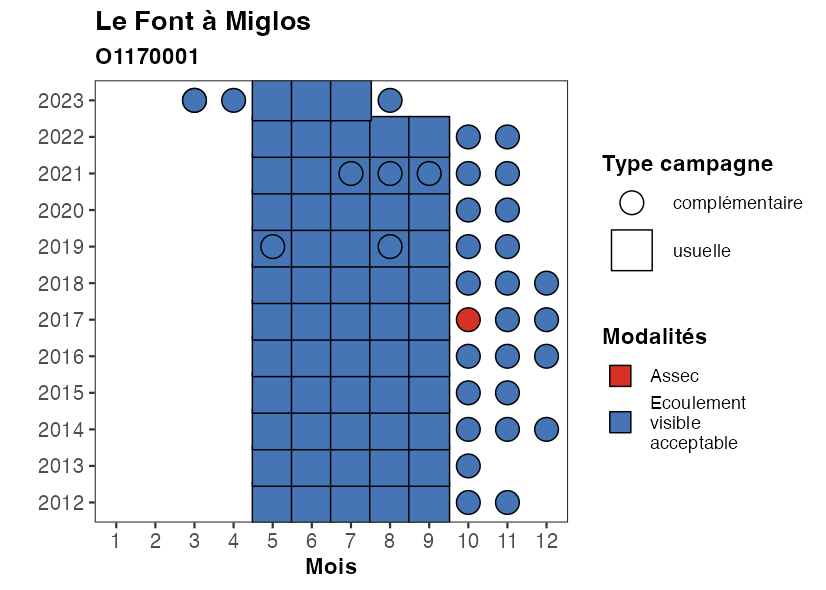 Le Font à Miglos
O1170001
2023
2022
2021
2020
2019
2018
2017
2016
2015
2014
2013
2012
1 2 3 4 5 6 7 8 9 10 11 12
Mois
Type campagne
complémentaire
usuelle
Modalités
Assec
Ecoulement
visible
acceptable